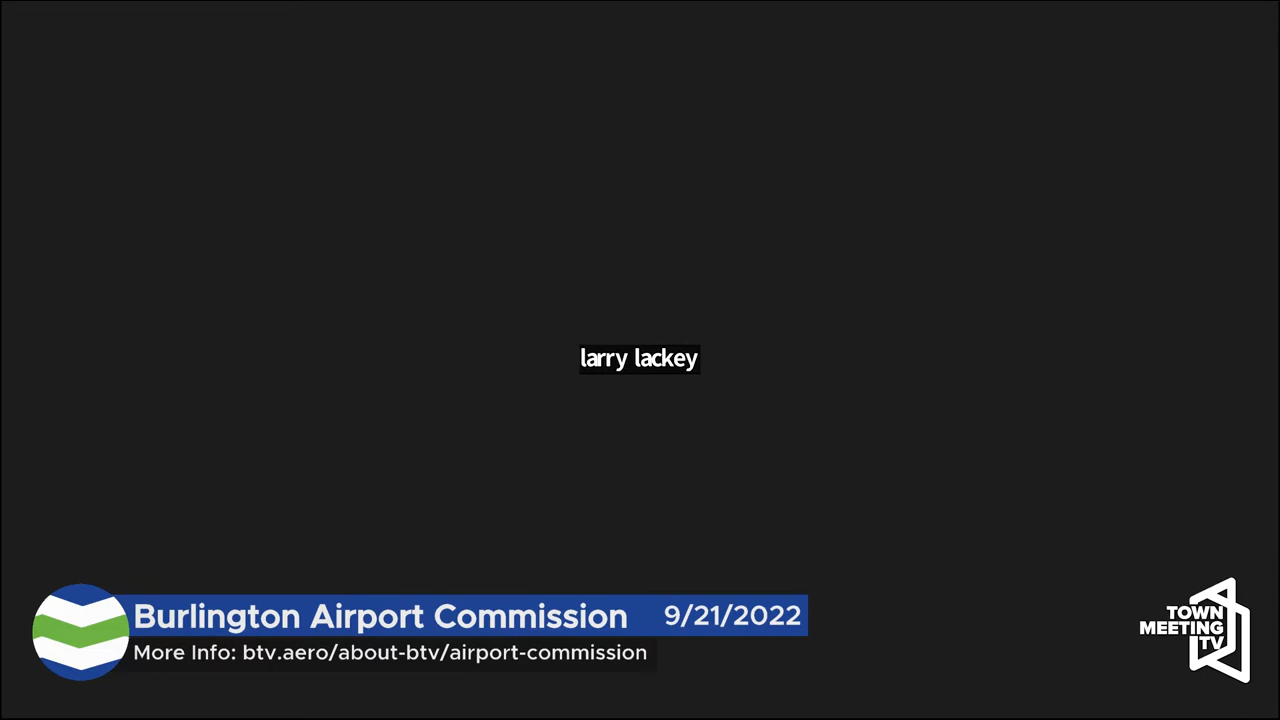 larry lackey
Burlington Airport Commission 9/21/2022
More Info: btv.aero/about-btv/airport-commission
TOWN
MEETING
TV